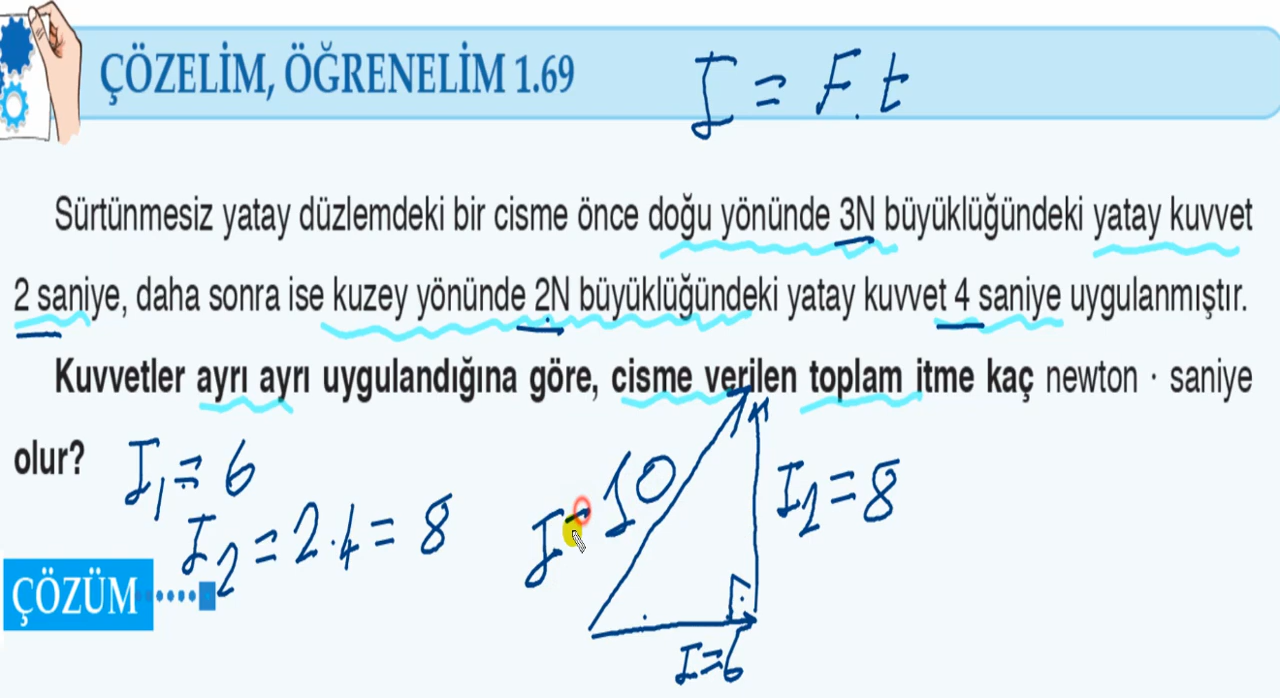 ÇÖZELİM, ÖĞRENELİM 1.69
I = F.t
Sürtünmesiz yatay düzlemdeki bir cisme önce doğu yönünde 3N büyüklüğündeki yatay kuvvet
2 saniye, daha sonra ise kuzey yönünde 2N büyüklüğündeki yatay kuvvet 4 saniye uygulanmıştır.
Kuvvetler ayrı ayrı uygulandığına göre, cisme verilen toplam itme kaç newton · saniye
olur?
I₁ = 6
I₂ = 2.4 = 8
I = 10
I₂ = 8
I = 6
ÇÖZÜM